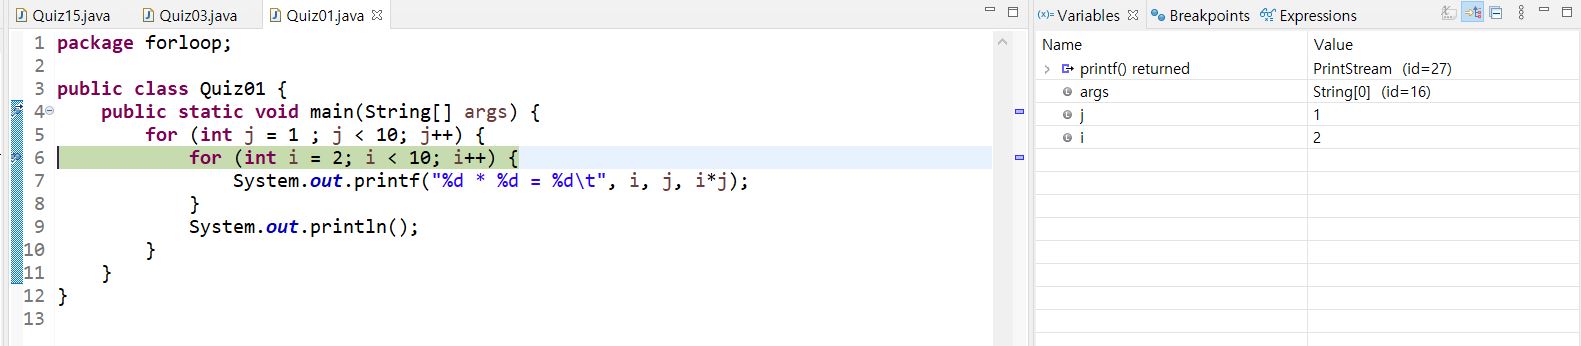 Quiz15.java Quiz03.java Quiz01.java
1 package forloop;
2
3 public class Quiz01 {
4 public static void main(String[] args) {
5 for (int j = 1 ; j < 10; j++) {
6 for (int i = 2; i < 10; i++) {
7 System.out.printf("%d * %d = %d\t", i, j, i*j);
8 }
9 System.out.println();
10 }
11 }
12 }
13
(x)= Variables Breakpoints Expressions
Name Value
printf() returned PrintStream (id=27)
args String[0] (id=16)
j 1
i 2